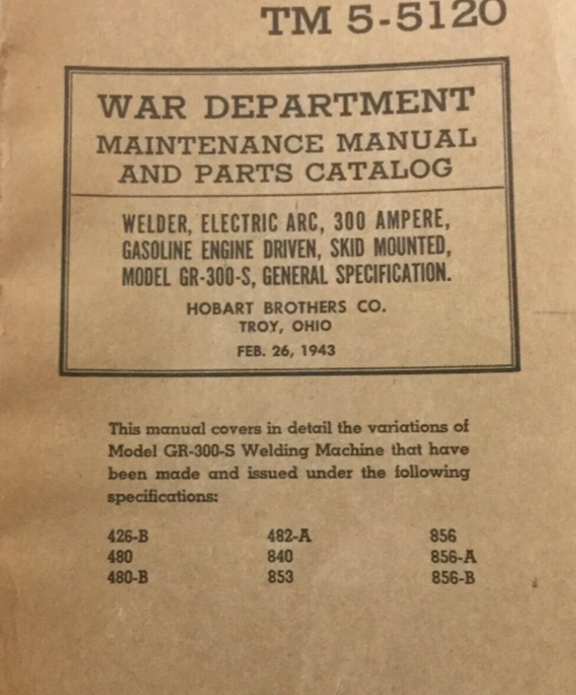 TM 5-5120
WAR DEPARTMENT
MAINTENANCE MANUAL
AND PARTS CATALOG
WELDER, ELECTRIC ARC, 300 AMPERE,
GASOLINE ENGINE DRIVEN, SKID MOUNTED,
MODEL GR-300-S, GENERAL SPECIFICATION.
HOBART BROTHERS CO.
TROY, OHIO
FEB. 26, 1943
This manual covers in detail the variations of
Model GR-300-S Welding Machine that have
been made and issued under the following
specifications:
426-B 482-A 856
480 840 856-A
480-B 853 856-B